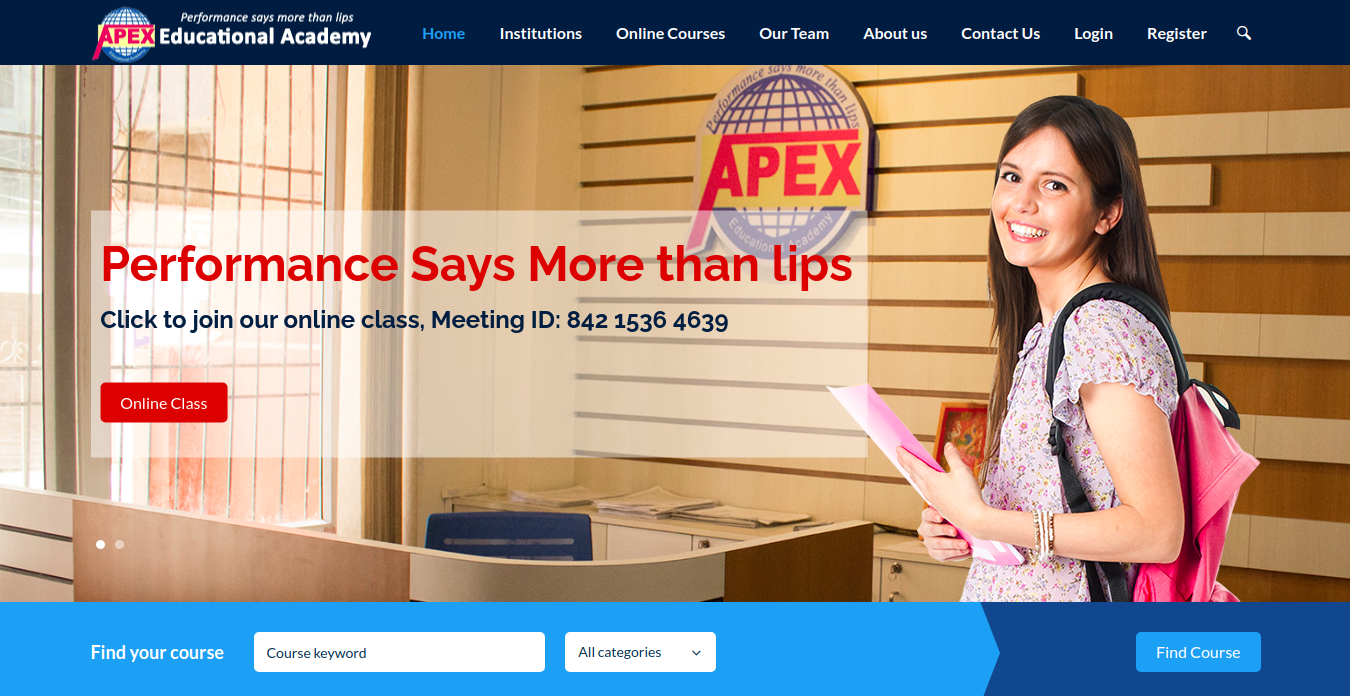 Performance says more than lips
APEX Educational Academy
Home Institutions Online Courses Our Team About us Contact Us Login Register
Performance says more than lips
APEX
Educational Academy
Performance Says More than lips
Click to join our online class, Meeting ID: 842 1536 4639
Online Class
Find your course Course keyword All categories Find Course